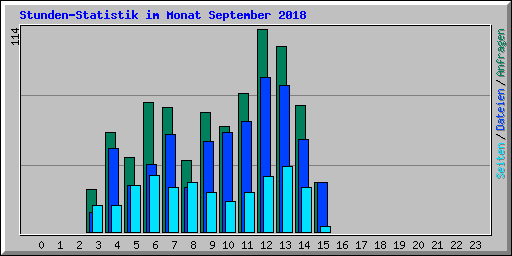 Stunden-Statistik im Monat September 2018
114
Seiten / Dateien / Anfragen
0 1 2 3 4 5 6 7 8 9 10 11 12 13 14 15 16 17 18 19 20 21 22 23